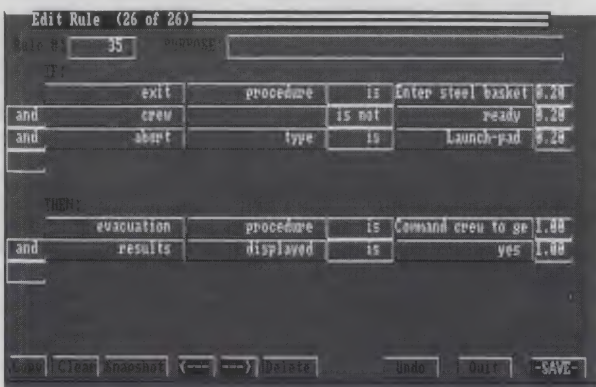 Edit Rule (26 of 26)
Rule #: 35 PURPOSE:
IF:
exit procedure is Enter steel basket 0.20
and crew is not ready 0.20
and abort type is Launch-pad 0.20
THEN:
evacuation procedure is Command crew to ge 1.00
and results displayed is yes 1.00
Copy Clear Snapshot <--- ---> Delete Undo Quit -SAVE-